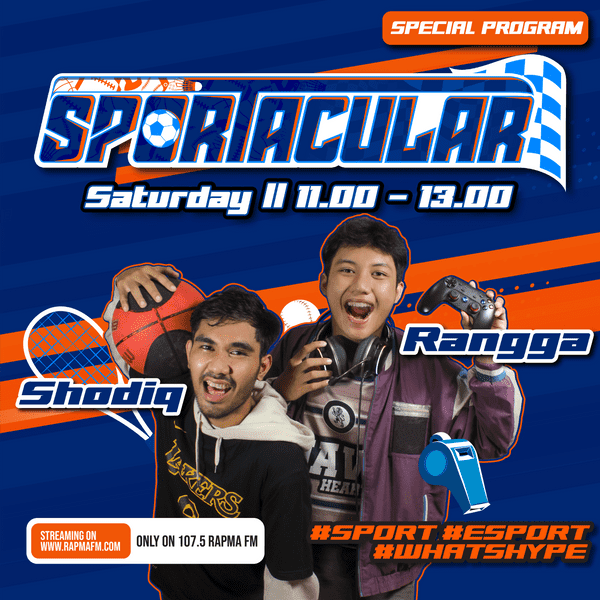 SPECIAL PROGRAM
SPORTACULAR
Saturday || 11.00 - 13.00
Rangga
Shodiq
LAKERS
HEAR
STREAMING ON
WWW.RAPMAFM.COM
ONLY ON 107.5 RAPMA FM
#SPORT #ESPORT
#WHATSHYPE